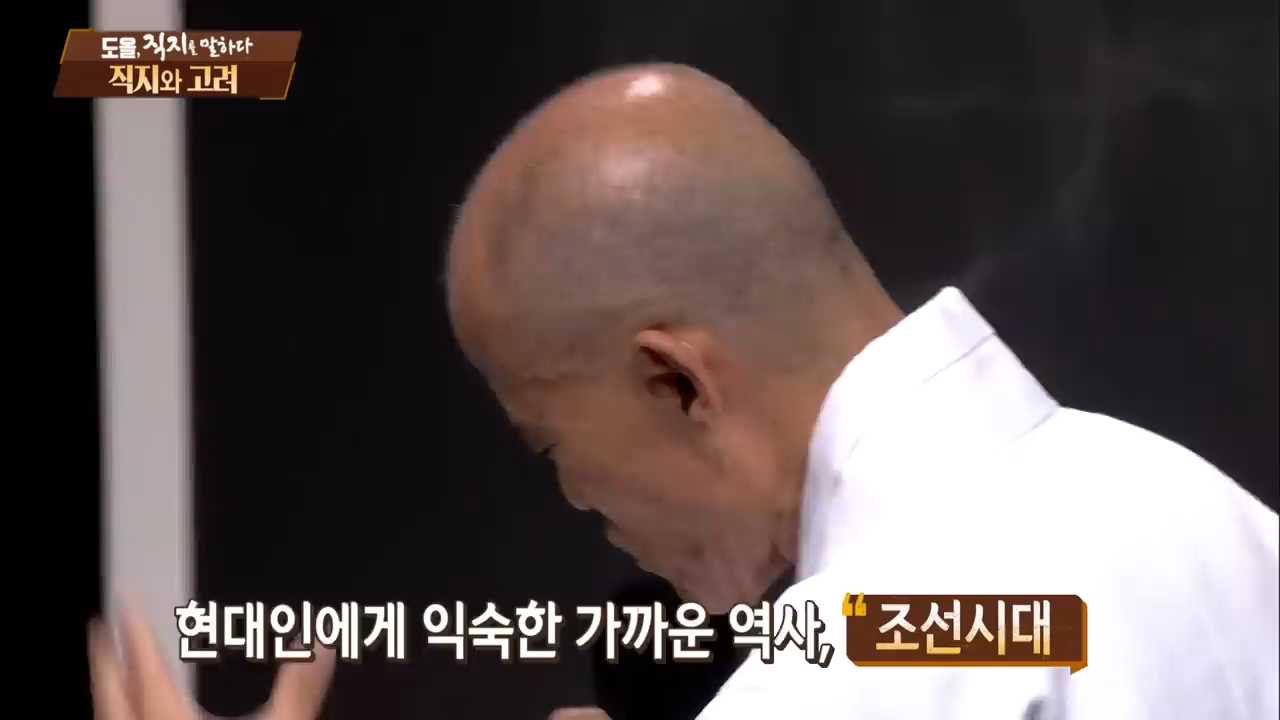 도올, 직지를 말하다
직지와 고려
현대인에게 익숙한 가까운 역사, “조선시대